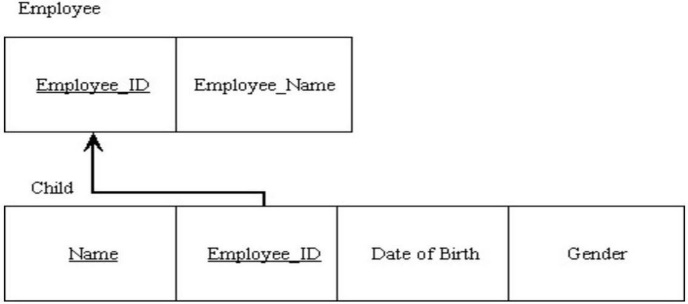 Employee
Employee_ID Employee_Name
Child
Name Employee_ID Date of Birth Gender